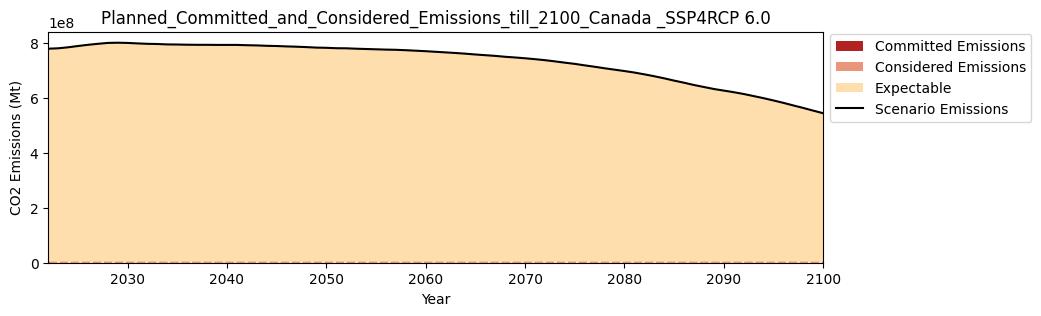 Planned_Committed_and_Considered_Emissions_till_2100_Canada _SSP4RCP 6.0
1e8
8
6
4
2
0
CO2 Emissions (Mt)
2030 2040 2050 2060 2070 2080 2090 2100
Year
Committed Emissions
Considered Emissions
Expectable
Scenario Emissions